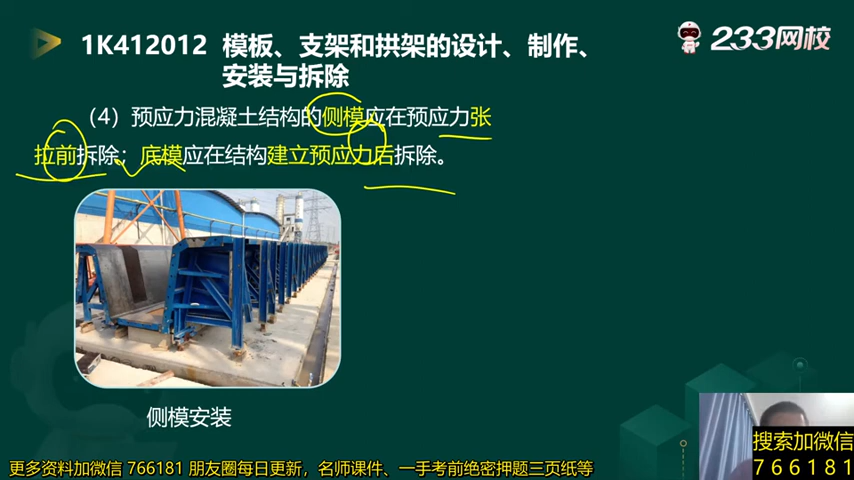 1K412012 模板、支架和拱架的设计、制作、
安装与拆除
233网校
（4）预应力混凝土结构的侧模应在预应力张
拉前拆除；底模应在结构建立预应力后拆除。
侧模安装
搜索加微信
766181
更多资料加微信 766181 朋友圈每日更新，名师课件、一手考前绝密押题三页纸等